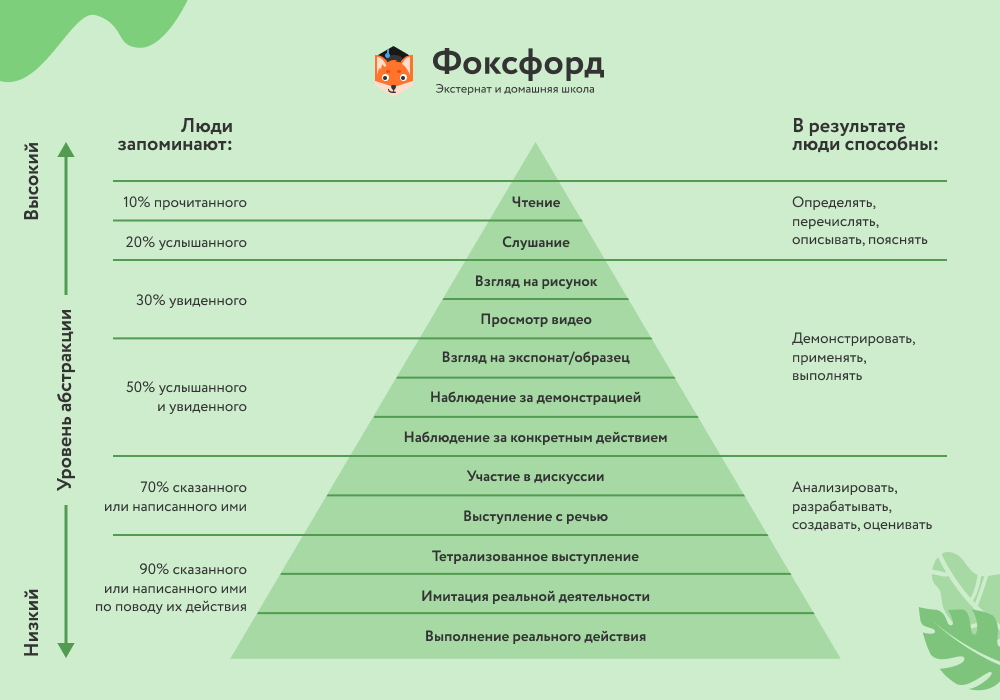 Фоксфорд
Экстернат и домашняя школа
Люди
запоминают:
В результате
люди способны:
Высокий
Уровень абстракции
Низкий
10% прочитанного
20% услышанного
30% увиденного
50% услышанного
и увиденного
70% сказанного
или написанного ими
90% сказанного
или написанного ими
по поводу их действия
Чтение
Слушание
Взгляд на рисунок
Просмотр видео
Взгляд на экспонат/образец
Наблюдение за демонстрацией
Наблюдение за конкретным действием
Участие в дискуссии
Выступление с речью
Тетрализованное выступление
Имитация реальной деятельности
Выполнение реального действия
Определять,
перечислять,
описывать, пояснять
Демонстрировать,
применять,
выполнять
Анализировать,
разрабатывать,
создавать, оценивать